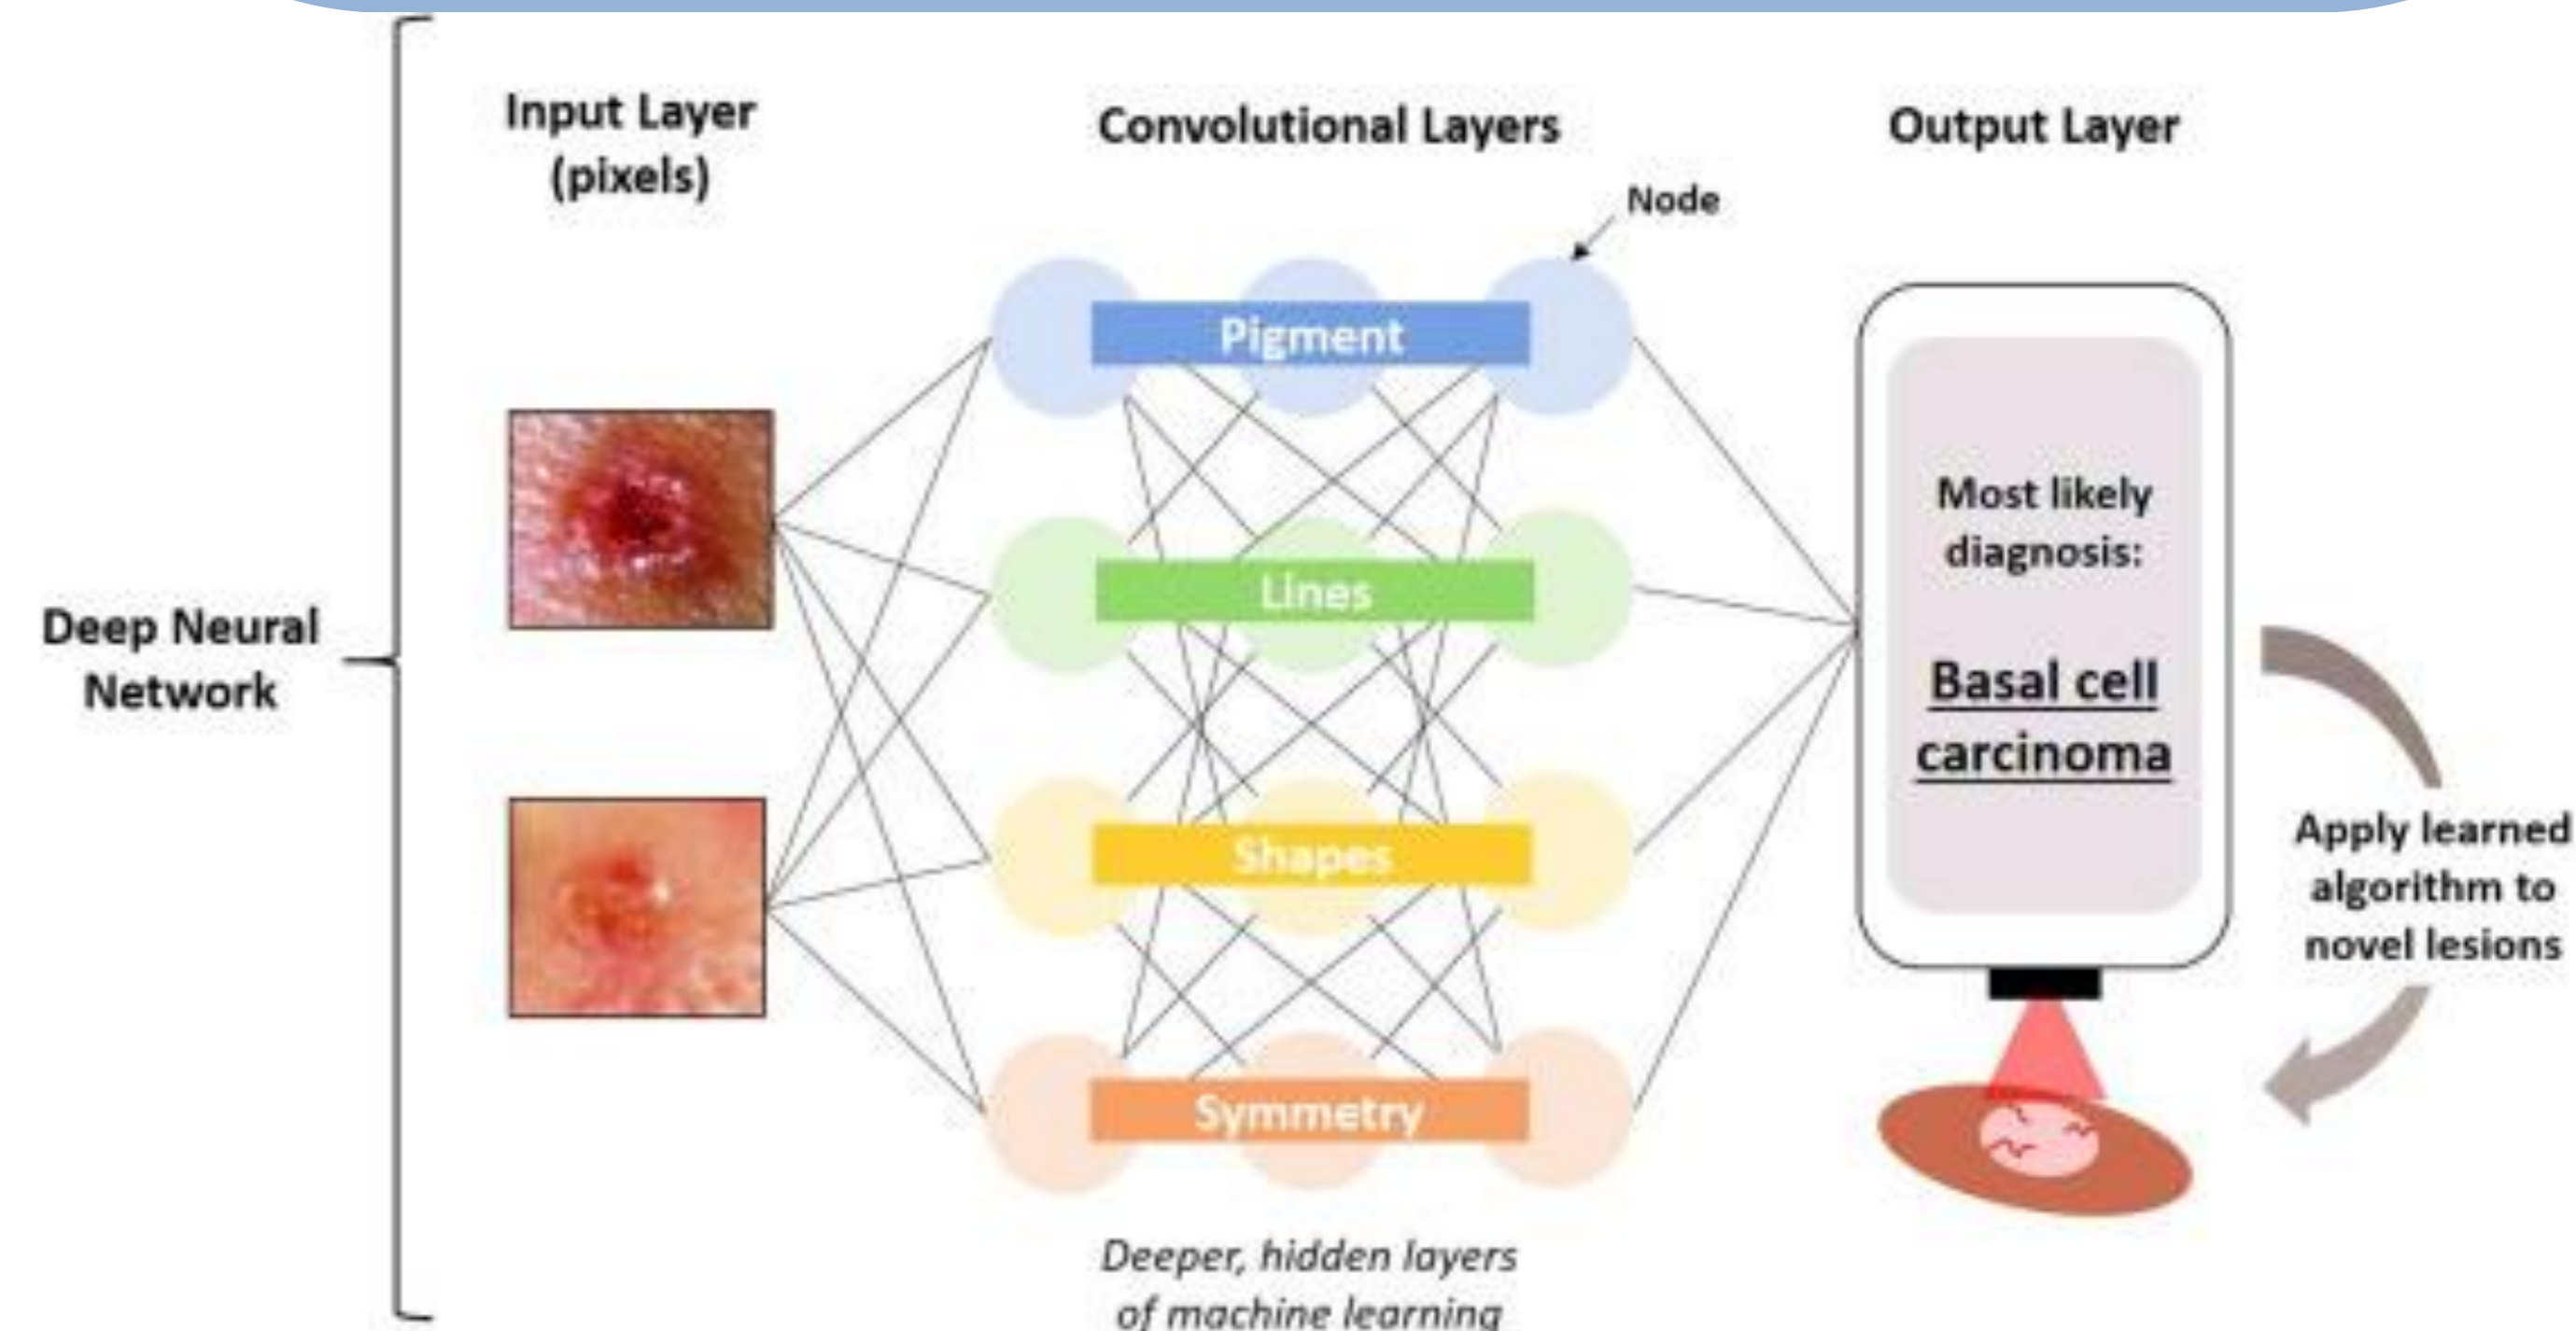 Deep Neural
Network
Input Layer
(pixels)
Convolutional Layers
Node
Pigment
Lines
Shapes
Symmetry
Deeper, hidden layers
of machine learning
Output Layer
Most likely
diagnosis:
Basal cell
carcinoma
Apply learned
algorithm to
novel lesions